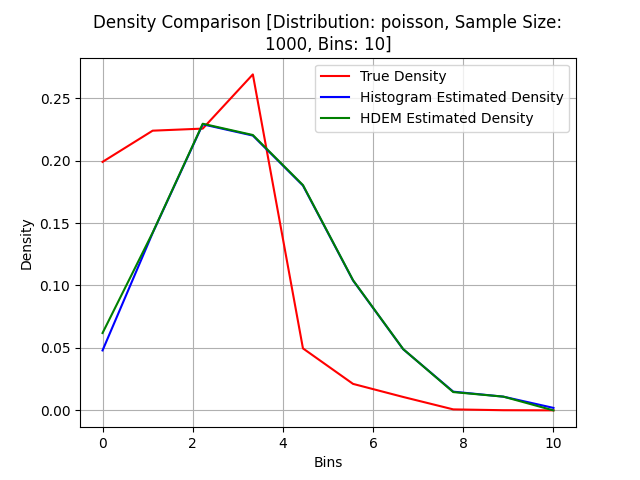 Density Comparison [Distribution: poisson, Sample Size:
1000, Bins: 10]
True Density
Histogram Estimated Density
HDEM Estimated Density
Density
0.25
0.20
0.15
0.10
0.05
0.00
0 2 4 6 8 10
Bins